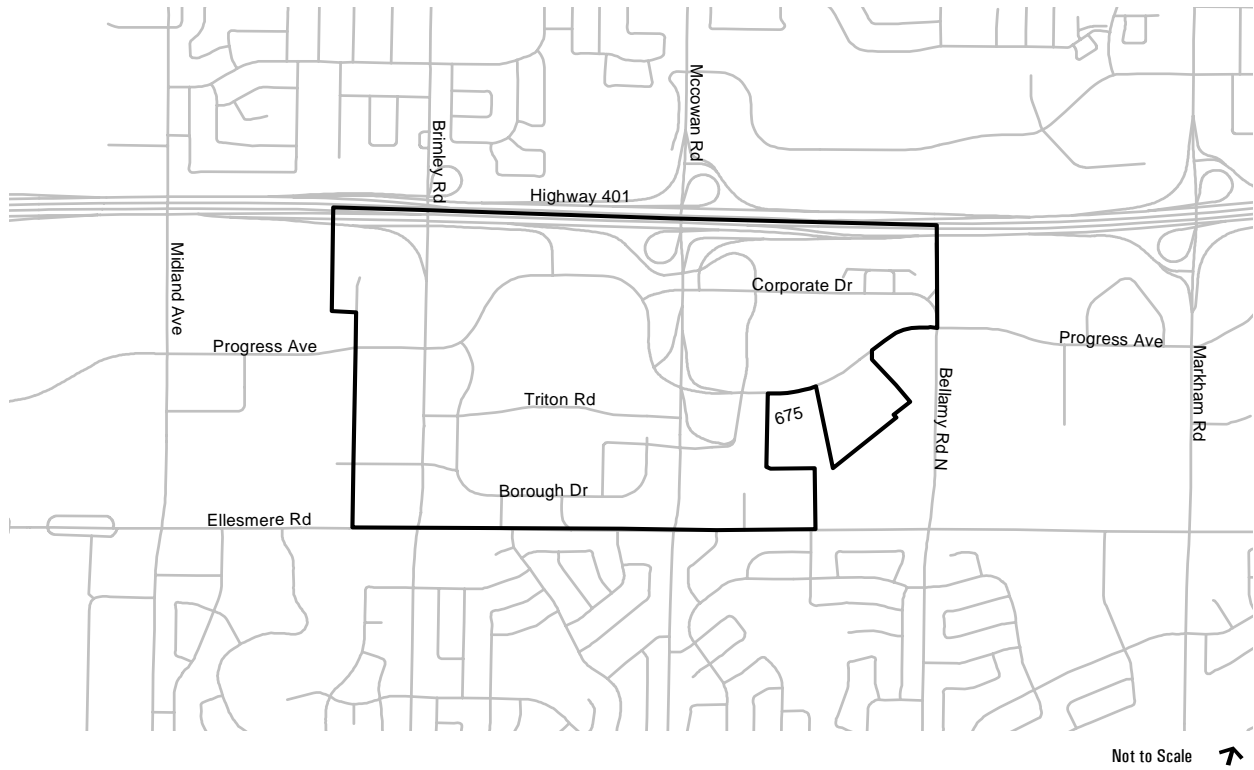 Mccowan Rd
Brimley Rd
Highway 401
Midland Ave
Corporate Dr
Progress Ave
Progress Ave
Markham Rd
Bellamy Rd N
Triton Rd
675
Borough Dr
Ellesmere Rd
Not to Scale